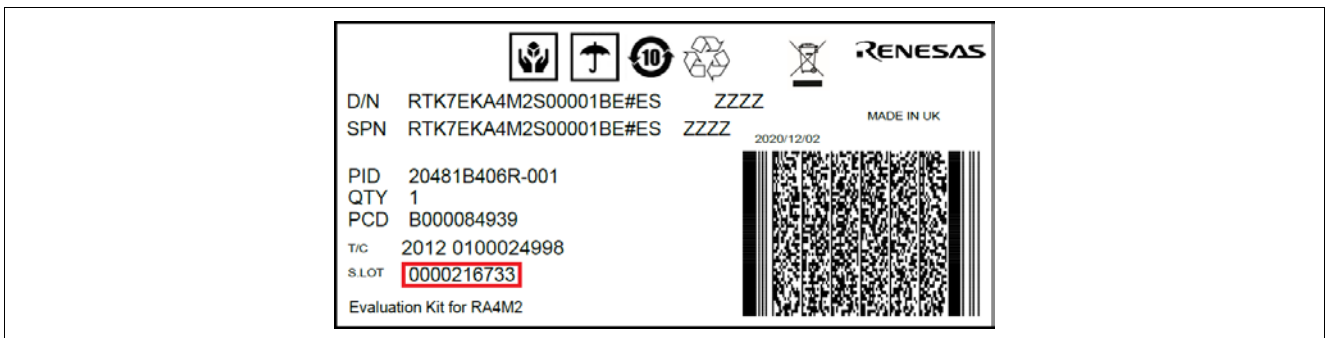 10
RENESAS
D/N RTK7EKA4M2S00001BE#ES ZZZZ
MADE IN UK
SPN RTK7EKA4M2S00001BE#ES ZZZZ
2020/12/02
PID 20481B406R-001
QTY 1
PCD B000084939
T/C 2012 0100024998
S.LOT 0000216733
Evaluation Kit for RA4M2